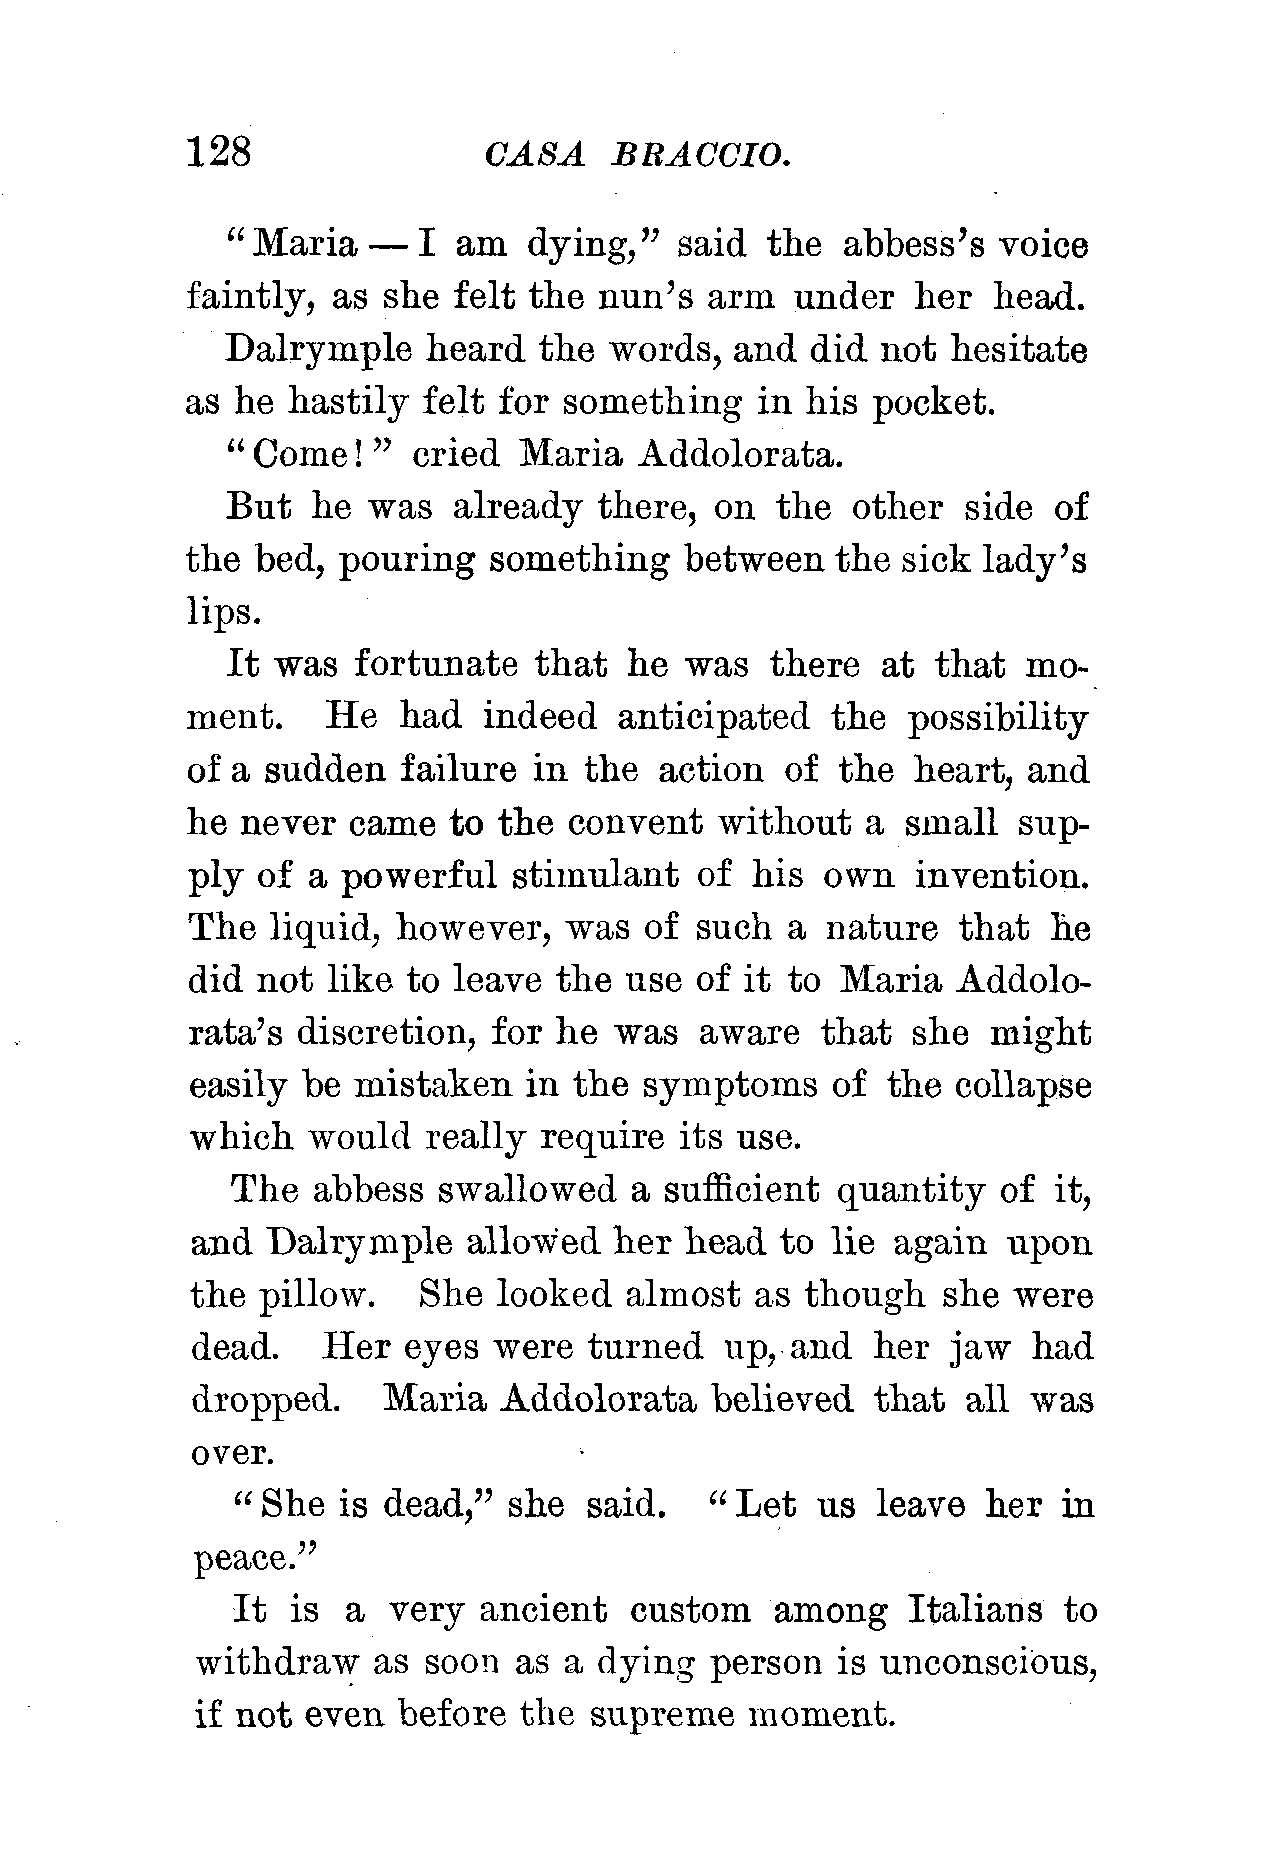 128 CASA BRACCIO.
“Maria — I am dying,” said the abbess’s voice
faintly, as she felt the nun’s arm under her head.
Dalrymple heard the words, and did not hesitate
as he hastily felt for something in his pocket.
“Come!” cried Maria Addolorata.
But he was already there, on the other side of
the bed, pouring something between the sick lady’s
lips.
It was fortunate that he was there at that mo-
ment. He had indeed anticipated the possibility
of a sudden failure in the action of the heart, and
he never came to the convent without a small sup-
ply of a powerful stimulant of his own invention.
The liquid, however, was of such a nature that he
did not like to leave the use of it to Maria Addolo-
rata’s discretion, for he was aware that she might
easily be mistaken in the symptoms of the collapse
which would really require its use.
The abbess swallowed a sufficient quantity of it,
and Dalrymple allowed her head to lie again upon
the pillow. She looked almost as though she were
dead. Her eyes were turned up, and her jaw had
dropped. Maria Addolorata believed that all was
over.
“She is dead,” she said. “Let us leave her in
peace.”
It is a very ancient custom among Italians to
withdraw as soon as a dying person is unconscious,
if not even before the supreme moment.